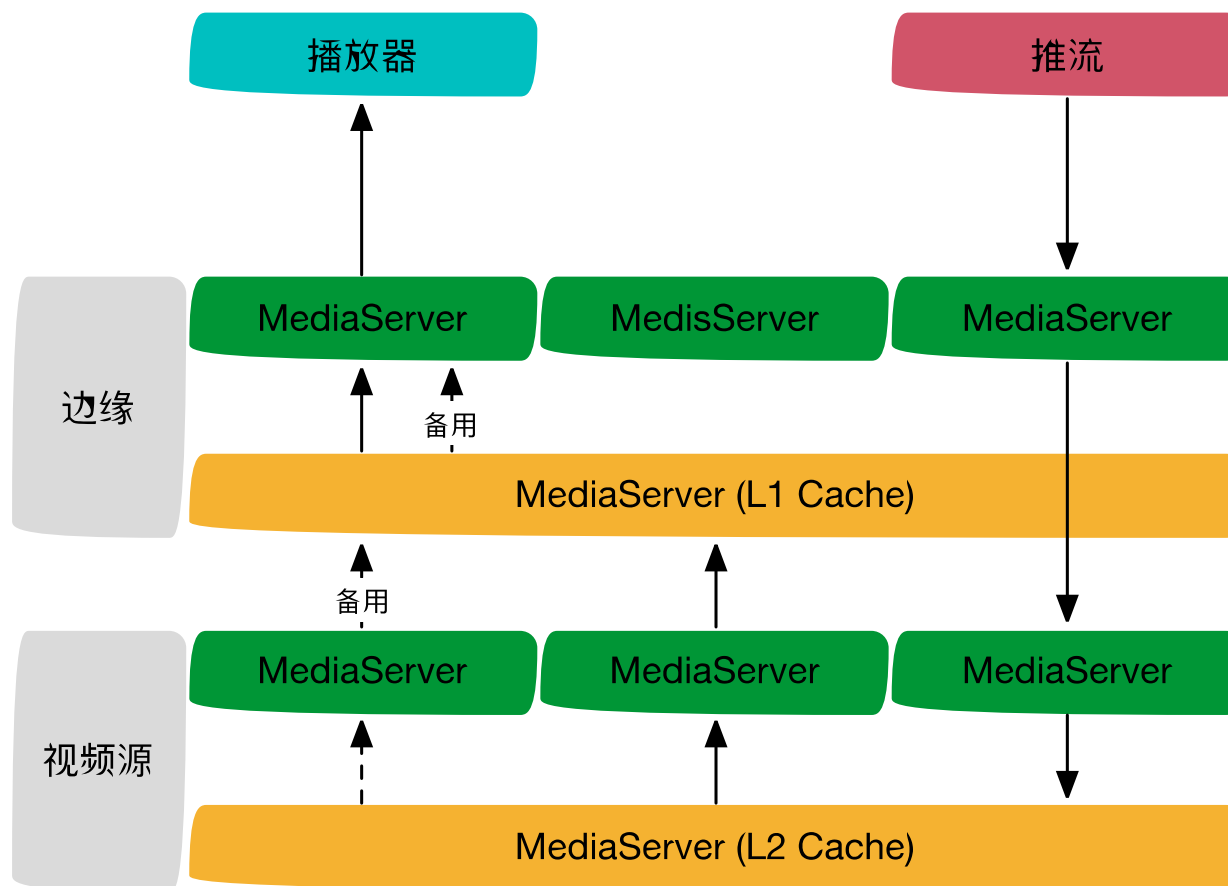 播放器
推流
MediaServer
MedisServer
MediaServer
边缘
备用
MediaServer (L1 Cache)
备用
MediaServer
MediaServer
MediaServer
视频源
MediaServer (L2 Cache)